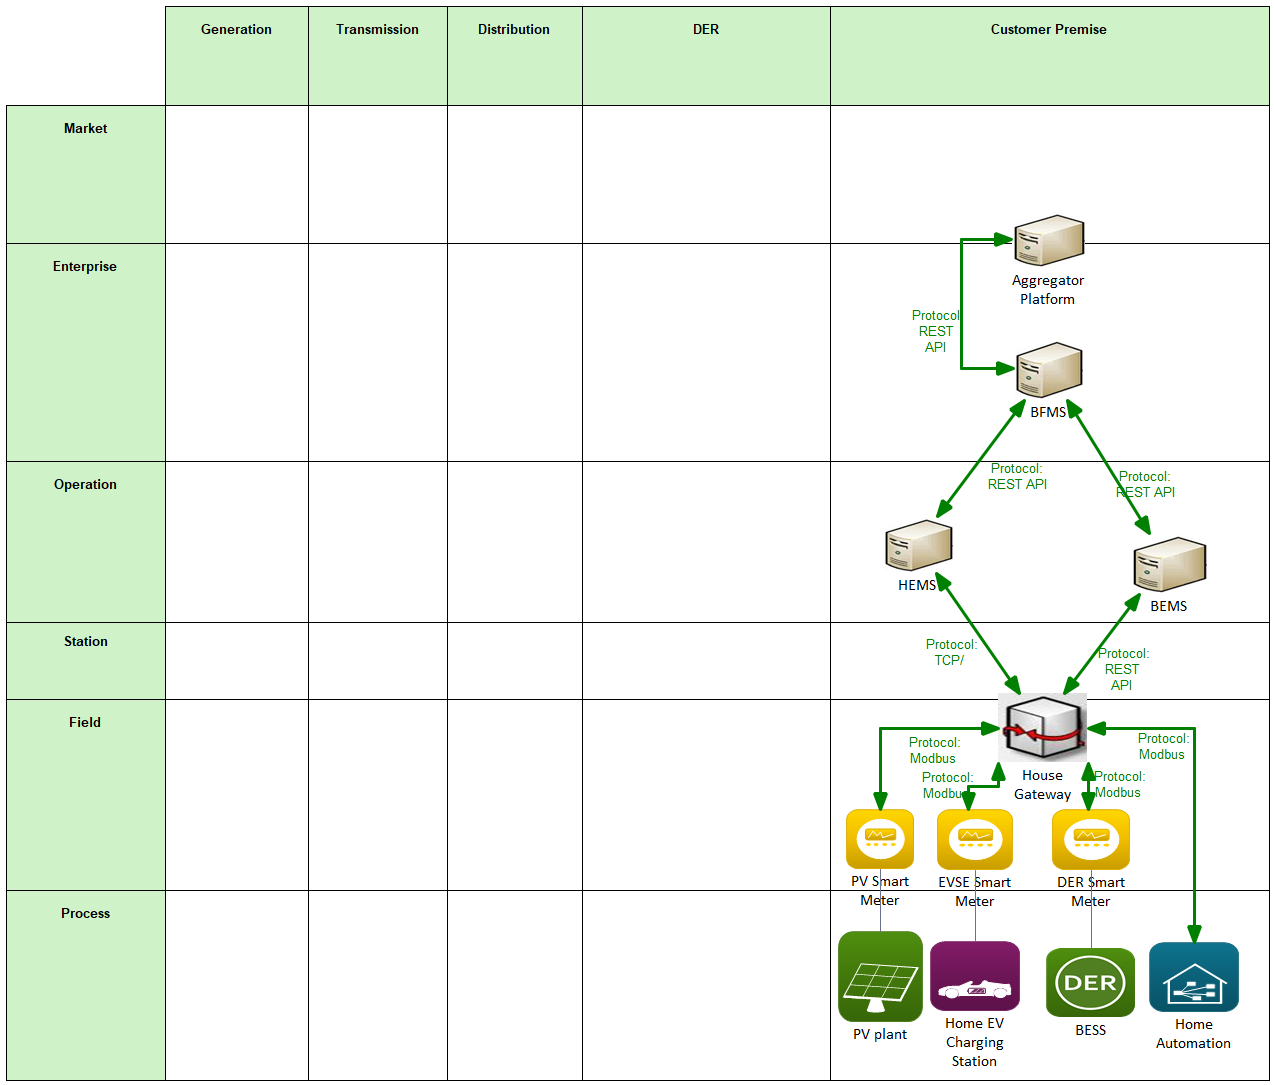 Generation
Transmission
Distribution
DER
Customer Premise
Market
Enterprise
Aggregator
Platform
Protocol:
REST
API
BFMS
Operation
Protocol:
REST API
Protocol:
REST API
HEMS
BEMS
Station
Protocol:
TCP/
Protocol:
REST
API
Field
Protocol:
Modbus
Protocol:
Modbus
House
Gateway
Protocol:
Modbus
Protocol:
Modbus
PV Smart
Meter
EVSE Smart
Meter
DER Smart
Meter
Process
DER
PV plant
Home EV
Charging
Station
BESS
Home
Automation